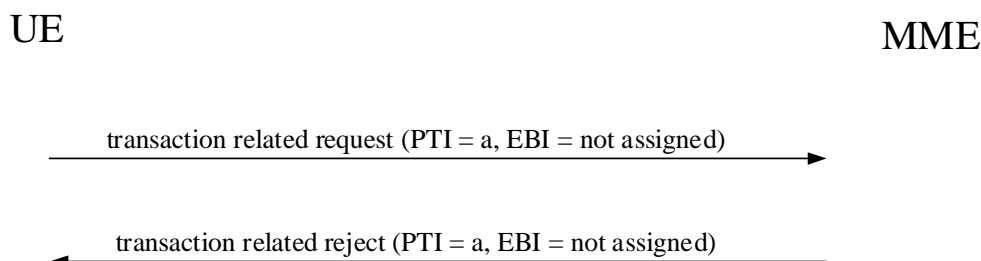 UE
MME
transaction related request (PTI = a, EBI = not assigned)
transaction related reject (PTI = a, EBI = not assigned)